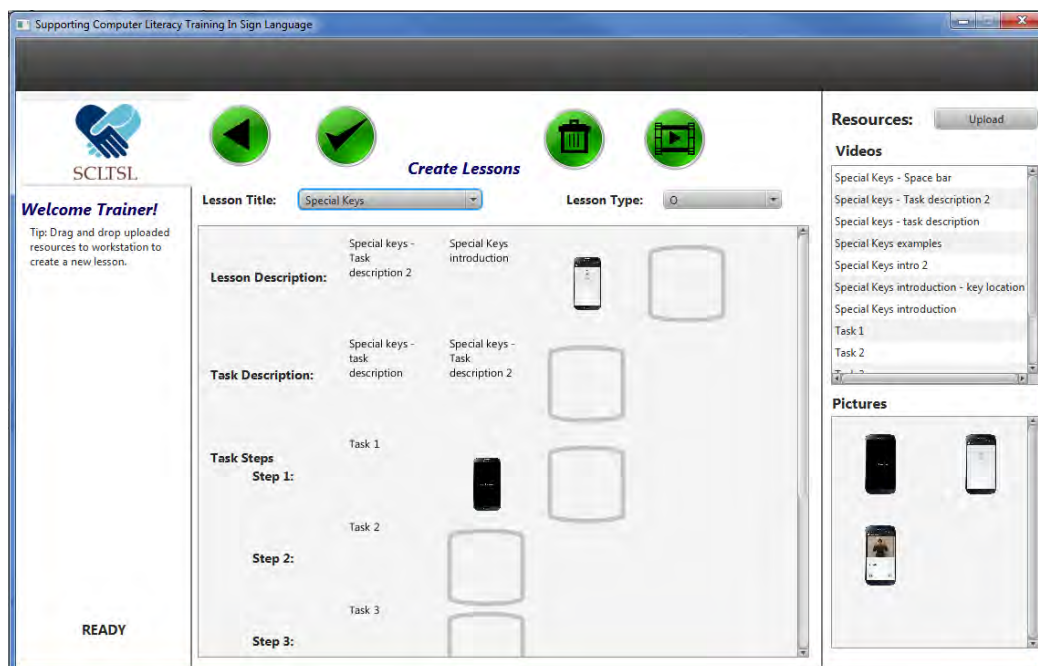 Supporting Computer Literacy Training In Sign Language
SCLTSL
Welcome Trainer!
Tip: Drag and drop uploaded
resources to workstation to
create a new lesson.
READY
Create Lessons
Lesson Title:
Special Keys
Lesson Type:
O
Lesson Description:
Special keys -
Task
description 2
Special Keys
introduction
Task Description:
Special keys -
task
description
Special keys -
Task
description 2
Task Steps
Step 1:
Task 1
Step 2:
Task 2
Step 3:
Task 3
Resources:
Upload
Videos
Special Keys - Space bar
Special keys - Task description 2
Special keys - task description
Special Keys examples
Special Keys intro 2
Special Keys introduction - key location
Special Keys introduction
Task 1
Task 2
Pictures